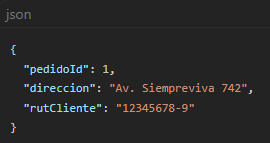 json
{
"pedidoId": 1,
"direccion": "Av. Siempreviva 742",
"rutCliente": "12345678-9"
}